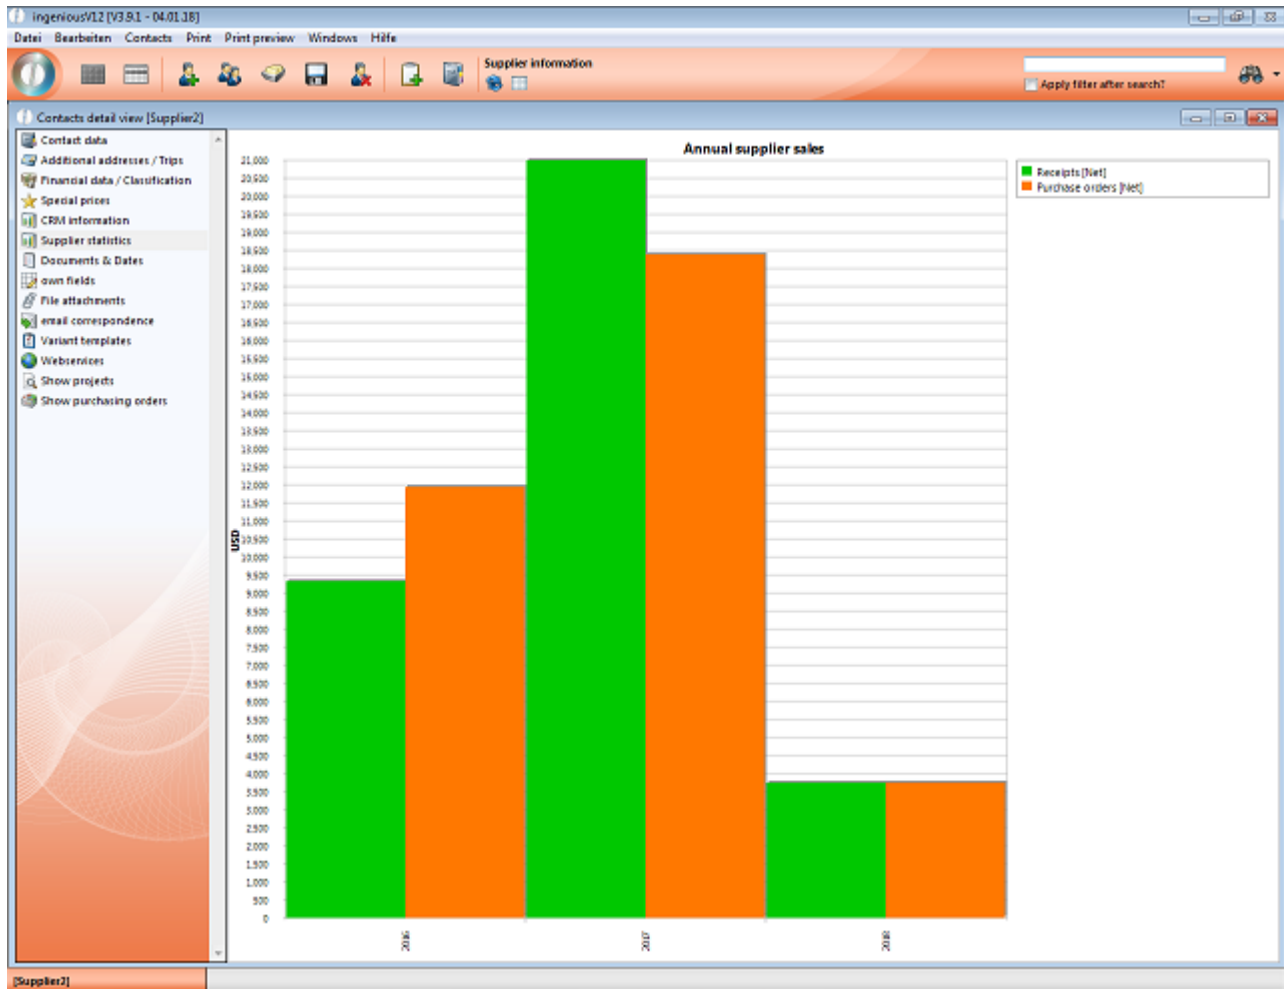 ingeniousV12 [V3.9.1 - 04.01.18]
Datei Bearbeiten Contacts Print Print preview Windows Hilfe
Supplier information
Apply filter after search?
Contacts detail view [Supplier2]
Contact data
Additional addresses / Trips
Financial data / Classification
Special prices
CRM information
Supplier statistics
Documents & Dates
own fields
File attachments
email correspondence
Variant templates
Webservices
Show projects
Show purchasing orders
Annual supplier sales
21,000
20,500
20,000
19,500
19,000
18,500
18,000
17,500
17,000
16,500
16,000
15,500
15,000
14,500
14,000
13,500
13,000
12,500
12,000
11,500
11,000
10,500
10,000
9,500
9,000
8,500
8,000
7,500
7,000
6,500
6,000
5,500
5,000
4,500
4,000
3,500
3,000
2,500
2,000
1,500
1,000
500
0
USD
2016
2017
2018
Receipts [Net]
Purchase orders [Net]
[Supplier2]